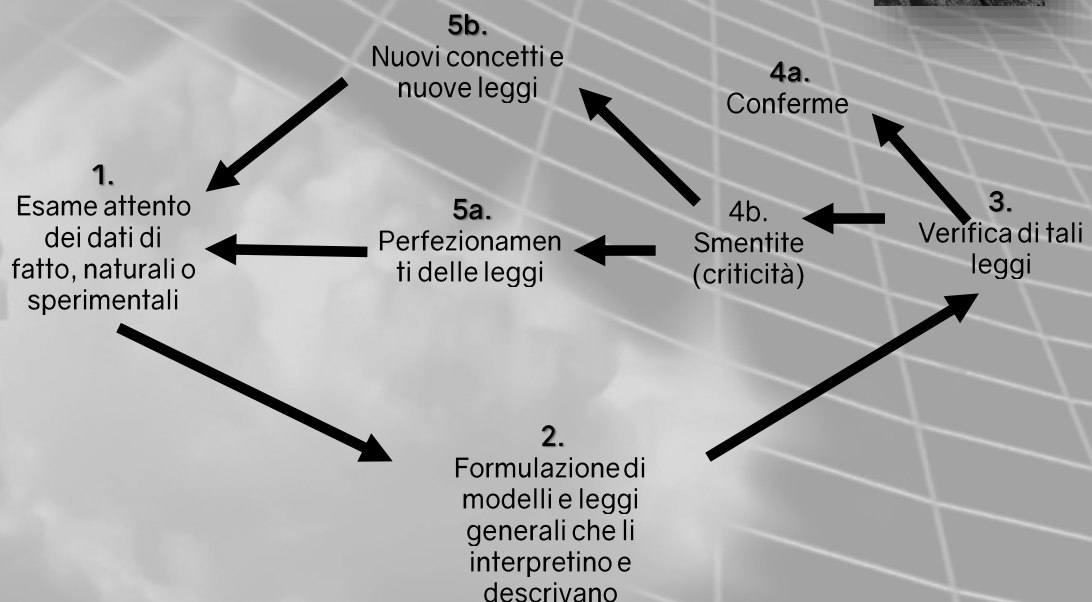 5b.
Nuovi concetti e
nuove leggi
4a.
Conferme
1.
Esame attento
dei dati di
fatto, naturali o
sperimentali
5a.
Perfezionamen
ti delle leggi
4b.
Smentite
(criticità)
3.
Verifica di tali
leggi
2.
Formulazione di
modelli e leggi
generali che li
interpretino e
descrivano